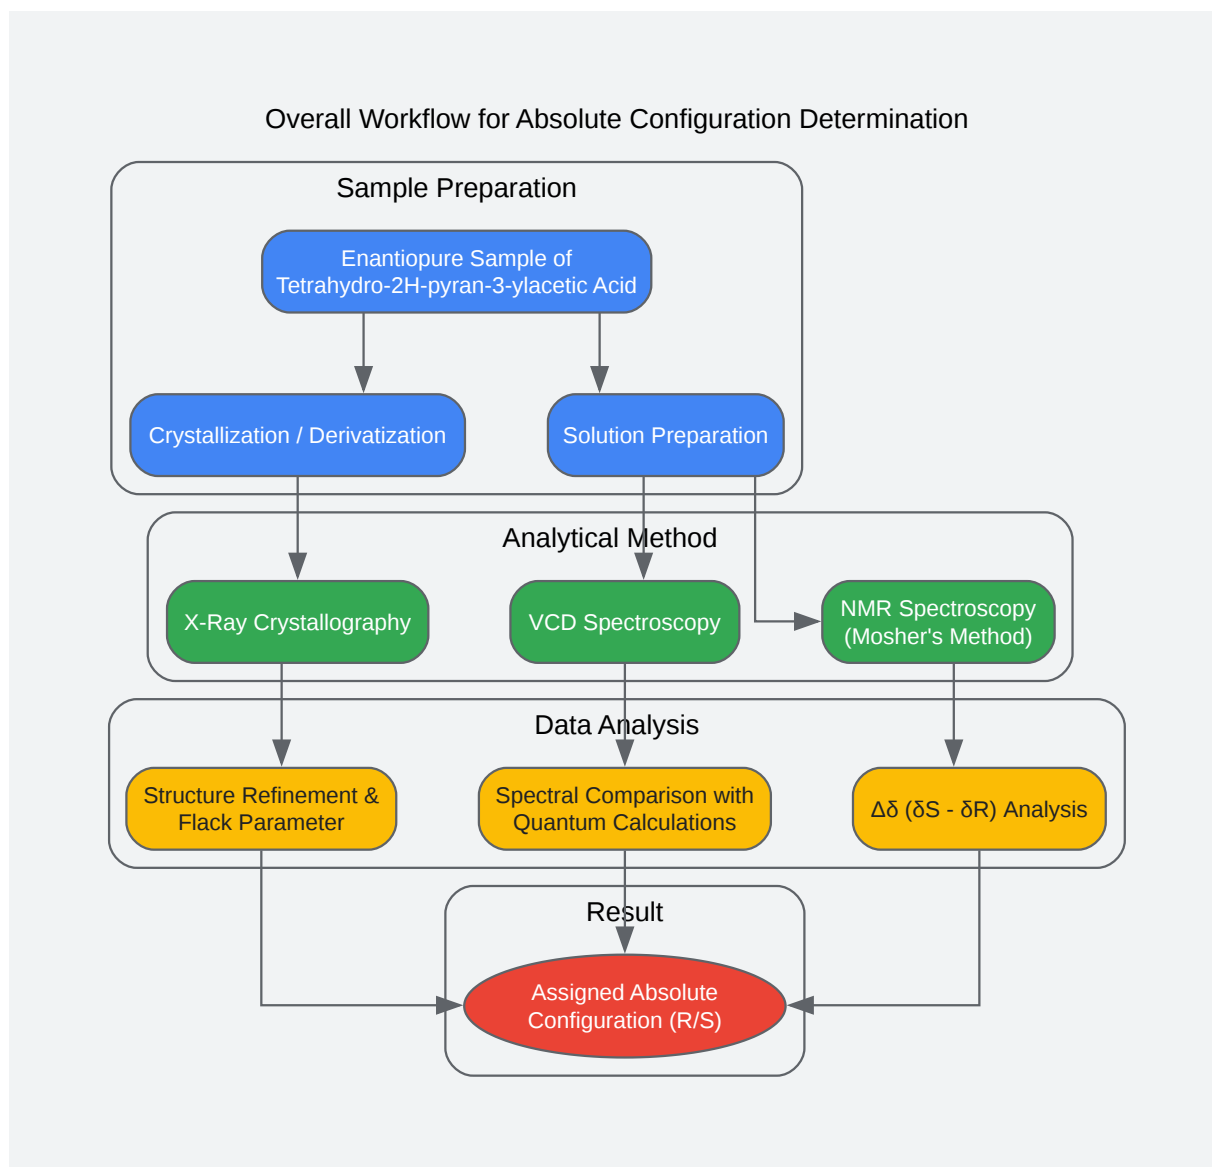 Overall Workflow for Absolute Configuration Determination
Sample Preparation
Enantiopure Sample of
Tetrahydro-2H-pyran-3-ylacetic Acid
Crystallization / Derivatization
Solution Preparation
Analytical Method
X-Ray Crystallography
VCD Spectroscopy
NMR Spectroscopy
(Mosher's Method)
Data Analysis
Structure Refinement &
Flack Parameter
Spectral Comparison with
Quantum Calculations
Δδ (δS - δR) Analysis
Result
Assigned Absolute
Configuration (R/S)